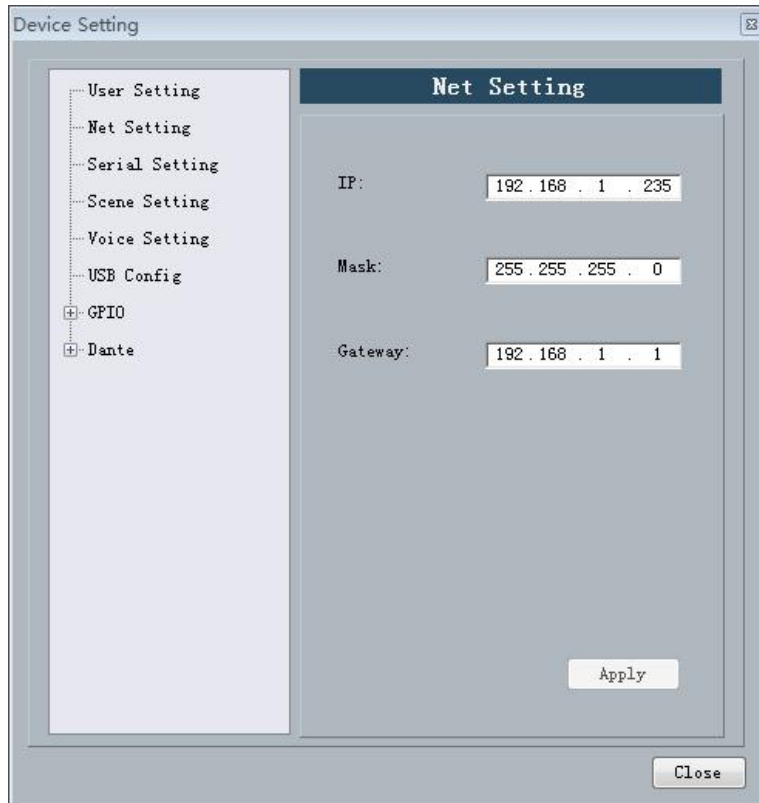 Device Setting
User Setting
Net Setting
Serial Setting
Scene Setting
Voice Setting
USB Config
GPIO
Dante
Net Setting
IP: 192.168 . 1 . 235
Mask: 255.255.255 . 0
Gateway: 192.168 . 1 . 1
Apply
Close